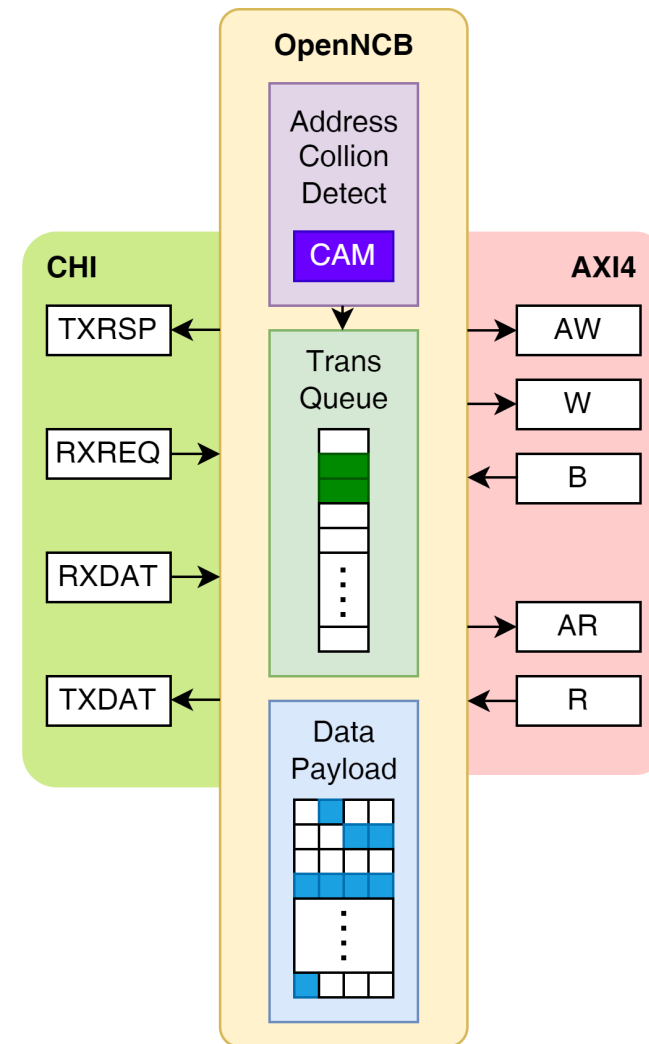 OpenNCB
Address
Collion
Detect
CAM
CHI
TXRSP
RXREQ
RXDAT
TXDAT
Trans
Queue
Data
Payload
AXI4
AW
W
B
AR
R